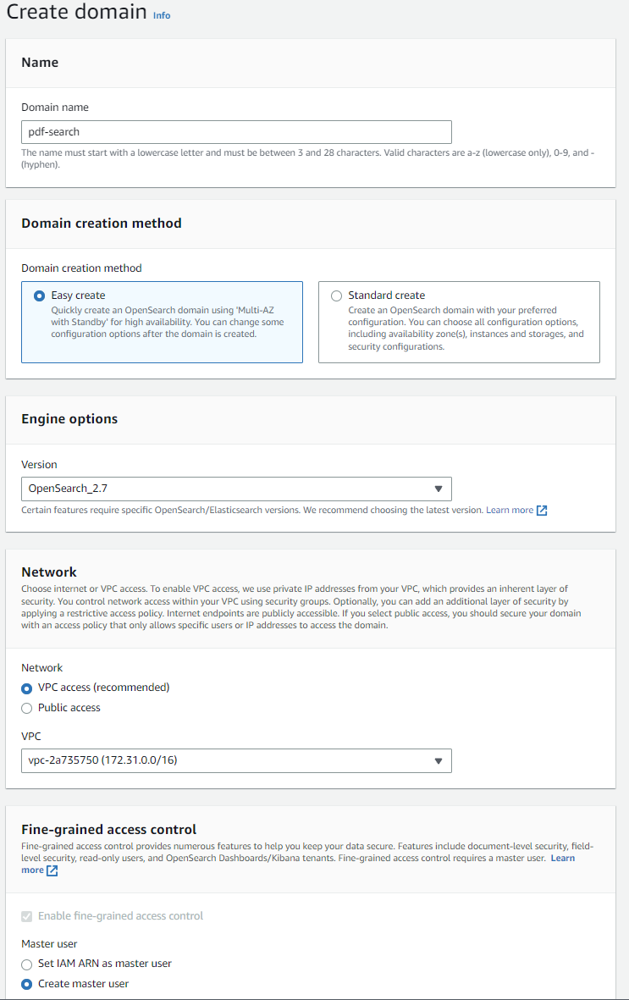 Create domain Info
Name
Domain name
pdf-search
The name must start with a lowercase letter and must be between 3 and 28 characters. Valid characters are a-z (lowercase only), 0-9, and -
(hyphen).
Domain creation method
Domain creation method
Easy create
Quickly create an OpenSearch domain using 'Multi-AZ
with Standby' for high availability. You can change some
configuration options after the domain is created.
Standard create
Create an OpenSearch domain with your preferred
configuration. You can choose all configuration options,
including availability zone(s), instances and storages, and
security configurations.
Engine options
Version
OpenSearch_2.7
Certain features require specific OpenSearch/Elasticsearch versions. We recommend choosing the latest version. Learn more
Network
Choose internet or VPC access. To enable VPC access, we use private IP addresses from your VPC, which provides an inherent layer of
security. You control network access within your VPC using security groups. Optionally, you can add an additional layer of security by
applying a restrictive access policy. Internet endpoints are publicly accessible. If you select public access, you should secure your domain
with an access policy that only allows specific users or IP addresses to access the domain.
Network
VPC access (recommended)
Public access
VPC
vpc-2a735750 (172.31.0.0/16)
Fine-grained access control
Fine-grained access control provides numerous features to help you keep your data secure. Features include document-level security, field-
level security, read-only users, and OpenSearch Dashboards/Kibana tenants. Fine-grained access control requires a master user. Learn
more
Enable fine-grained access control
Master user
Set IAM ARN as master user
Create master user